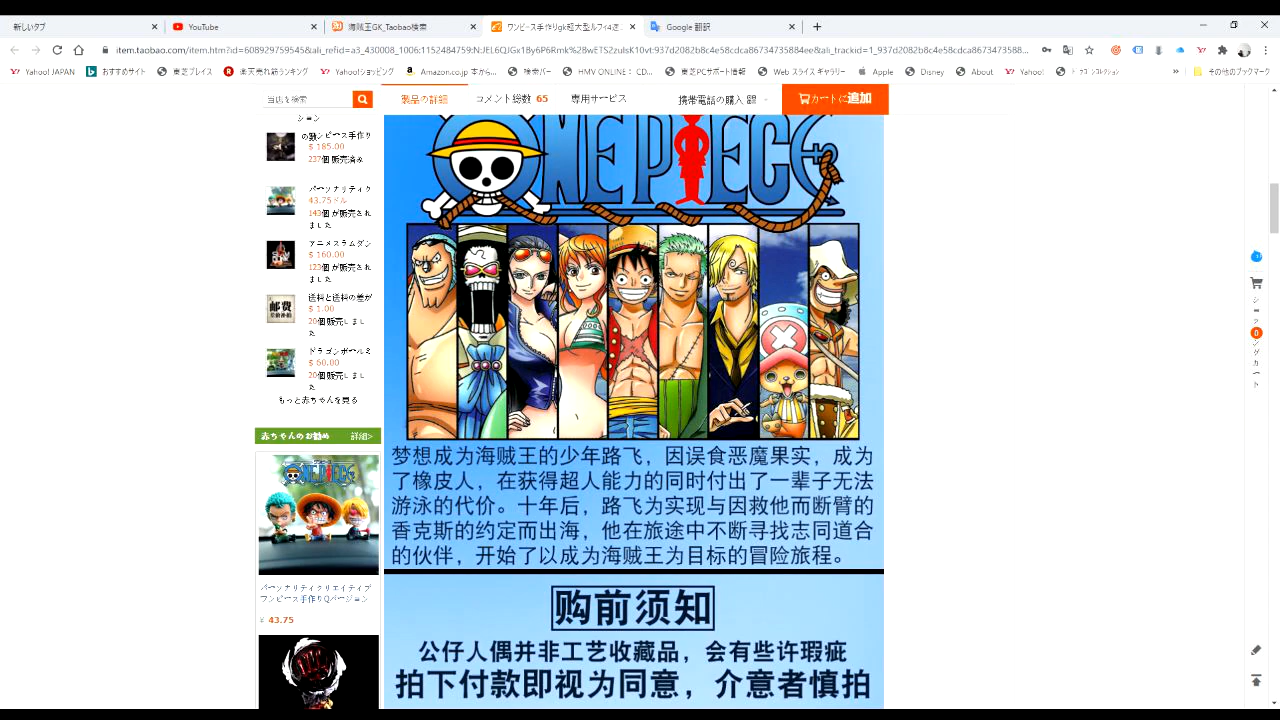 新しいタブ
YouTube
海贼王GK_Taobao検索
ワンピース手作りgk超大型ルフィ4速
Google 翻訳
item.taobao.com/item.htm?id=608929759545&ali_refid=a3_430008_1006:1152484759:N:JEL6QJGx18y6P6Rmk%2BwETS2zulsK10vt:937d2082b8c4e58cdca86734735884ee&ali_trackid=1_937d2082b8c4e58cdca8673473588...
Yahoo! JAPAN
おすすめサイト
東芝プレイス
楽天売れ筋ランキング
Yahoo!ショッピング
Amazon.co.jp 本から...
検索バー
HMV ONLINE： CD...
東芝PCサポート情報
Web スライス ギャラリー
Apple
Disney
About
Yahoo!
»
その他のブックマーク
当店を検索
製品の詳細
コメント総数 65
専用サービス
携帯電話の購入
カートに追加
ション
$ 185.00
237個 販売済み
パーソナリティク
43.75ドル
143個 が販売され
ました
アニメスラムダン
$ 160.00
123個 が販売され
ました
送料と送料の差が
邮费
$ 1.00
20個販売しまし
た
ドラゴンボールミ
$ 60.00
20個販売しまし
た
もっと赤ちゃんを見る
赤ちゃんのお勧め
詳細>
ONE PIECE
パーソナリティクリエイティブ
ワンピース手作りQバージョン
¥ 43.75
ONE PIECE
梦想成为海贼王的少年路飞，因误食恶魔果实，成为
了橡皮人，在获得超人能力的同时付出了一辈子无法
游泳的代价。十年后，路飞为实现与因救他而断臂的
香克斯的约定而出海，他在旅途中不断寻找志同道合
的伙伴，开始了以成为海贼王为目标的冒险旅程。
购前须知
公仔人偶并非工艺收藏品，会有些许瑕疵
拍下付款即视为同意，介意者慎拍
0